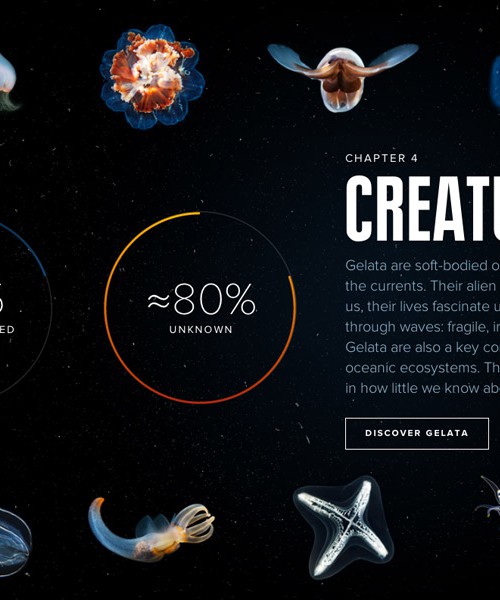 %
ED
≈80%
UNKNOWN
CHAPTER 4
CREATU
Gelata are soft-bodied o
the currents. Their alien
us, their lives fascinate u
through waves: fragile, in
Gelata are also a key co
oceanic ecosystems. Th
in how little we know ab
DISCOVER GELATA